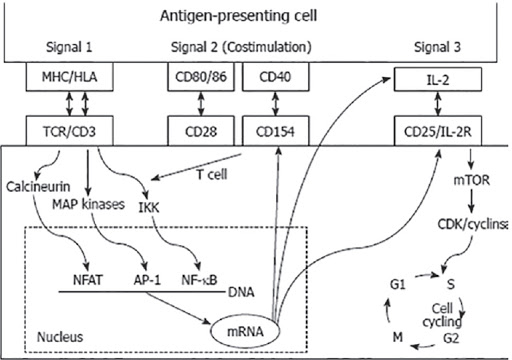 Antigen-presenting cell
Signal 1
Signal 2 (Costimulation)
Signal 3
MHC/HLA
CD80/86
CD40
IL-2
TCR/CD3
CD28
CD154
CD25/IL-2R
T cell
Calcineurin
MAP kinases
IKK
mTOR
CDK/cyclinsa
NFAT
AP-1
NF-κB
DNA
mRNA
Nucleus
G1
S
Cell
cycling
M
G2